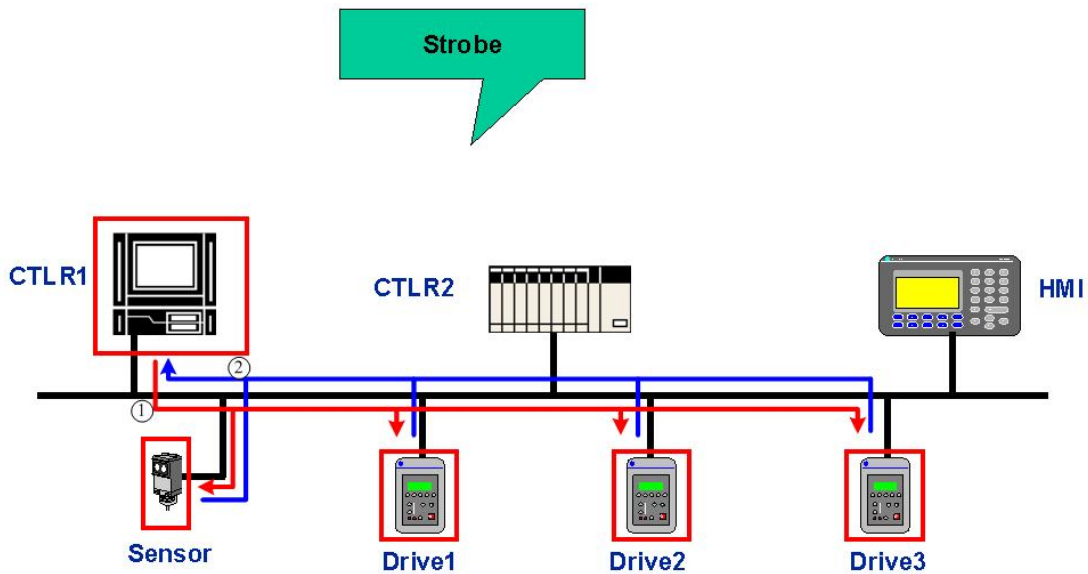 Strobe
CTLR1
CTLR2
HMI
2
1
Sensor
Drive1
Drive2
Drive3